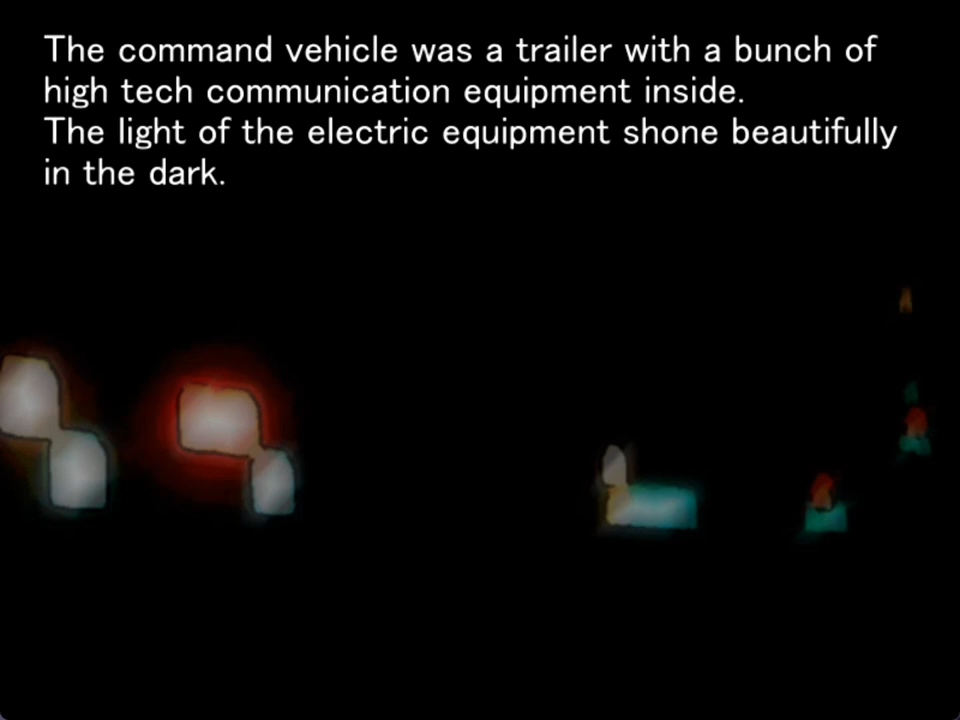 The command vehicle was a trailer with a bunch of
high tech communication equipment inside.
The light of the electric equipment shone beautifully
in the dark.